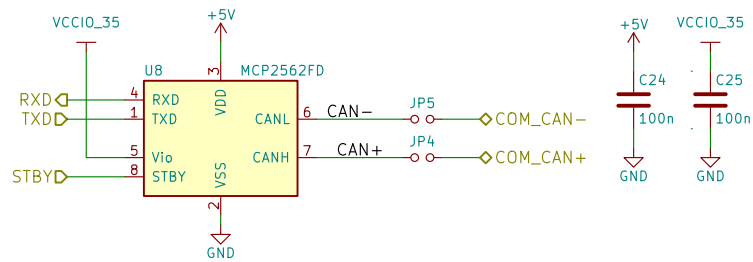 VCCIO_35
+5V
U8
MCP2562FD
3
VDD
RXD
4
RXD
TXD
1
TXD
CANL
6
CAN-
JP5
COM_CAN-
5
Vio
CANH
7
CAN+
JP4
COM_CAN+
STBY
8
STBY
VSS
2
GND
+5V
C24
100n
GND
VCCIO_35
C25
100n
GND